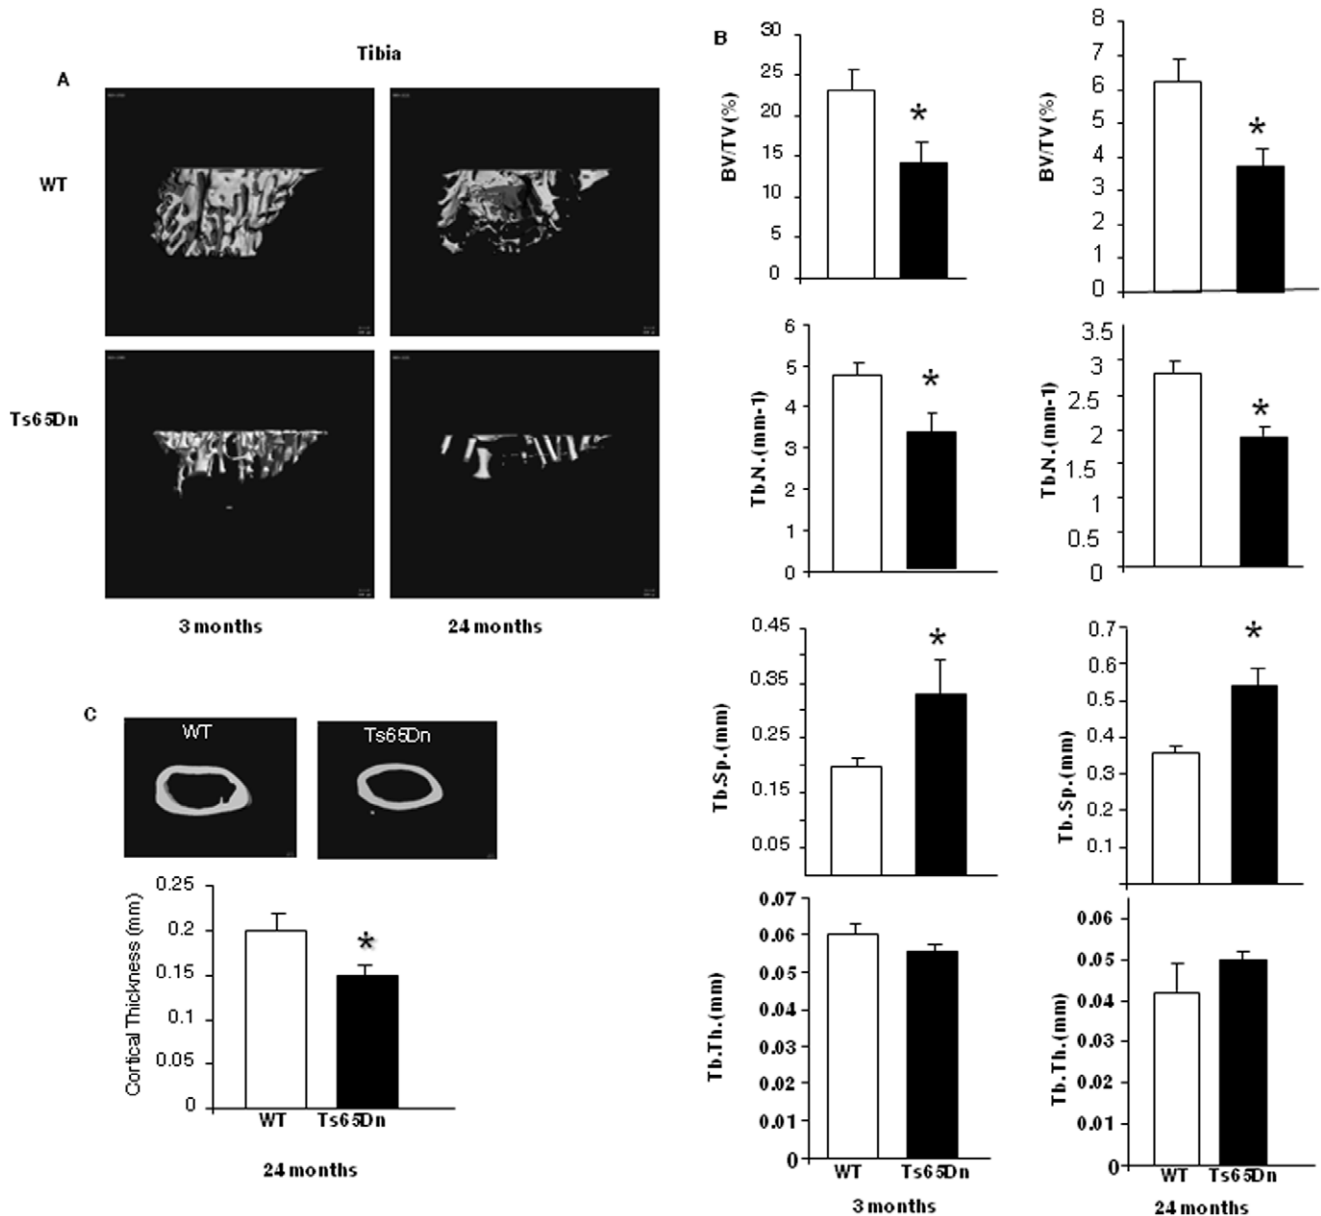 Tibia
A
WT
Ts65Dn
3 months
24 months
B
BV/TV (%)
30
25
20
15
10
5
0
*
BV/TV (%)
8
7
6
5
4
3
2
1
0
*
Tb.N. (mm-1)
6
5
4
3
2
1
0
*
Tb.N. (mm-1)
3.5
3
2.5
2
1.5
1
0.5
0
*
Tb.Sp. (mm)
0.45
0.35
0.25
0.15
0.05
*
Tb.Sp. (mm)
0.7
0.6
0.5
0.4
0.3
0.2
0.1
*
Tb.Th. (mm)
0.07
0.06
0.05
0.04
0.03
0.02
0.01
0
WT Ts65Dn
3 months
Tb.Th. (mm)
0.06
0.05
0.04
0.03
0.02
0.01
0
WT Ts65Dn
24 months
C
WT
Ts65Dn
Cortical Thickness (mm)
0.25
0.2
0.15
0.1
0.05
0
*
WT Ts65Dn
24 months